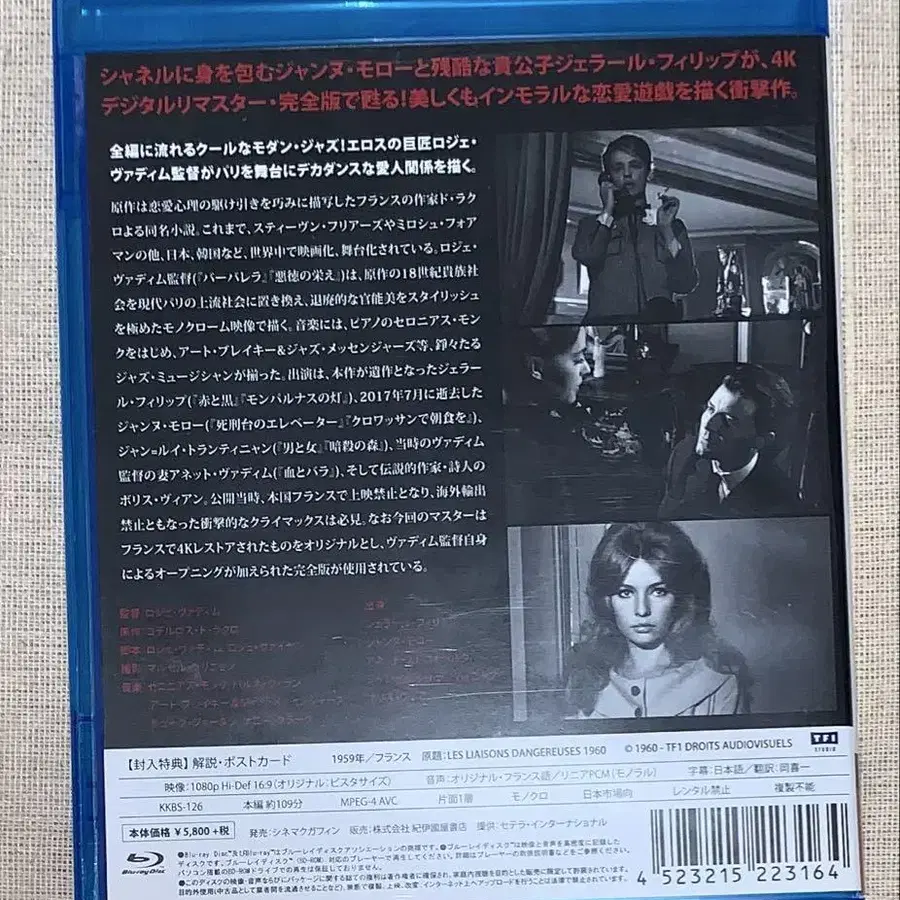 シャネルに身を包むジャンヌ・モローと残酷な貴公子ジェラール・フィリップが、4K
デジタルリマスター・完全版で甦る!美しくもインモラルな恋愛遊戯を描く衝撃作。
全編に流れるクールなモダン・ジャズ!エロスの巨匠ロジェ・
ヴァディム監督がパリを舞台にデカダンスな愛人関係を描く。
原作は恋愛心理の駆け引きを巧みに描写したフランスの作家ド・ラク
ロよる同名小説。これまで、スティーヴン・フリアーズやミロシュ・フォア
マンの他、日本、韓国など、世界中で映画化、舞台化されている。ロジェ・
ヴァディム監督(『バーバレラ』『悪徳の栄え』)は、原作の18世紀貴族社
会を現代パリの上流社会に置き換え、退廃的な官能美をスタイリッシュ
を極めたモノクローム映像で描く。音楽には、ピアノのセロニアス・モン
クをはじめ、アート・ブレイキー&ジャズ・メッセンジャーズ等、錚々たる
ジャズ・ミュージシャンが揃った。出演は、本作が遺作となったジェラー
ル・フィリップ(『赤と黒』『モンパルナスの灯』)、2017年7月に逝去した
ジャンヌ・モロー(『死刑台のエレベーター』『クロワッサンで朝食を』)、
ジャン=ルイ・トランティニャン(『男と女』『暗殺の森』)、当時のヴァディム
監督の妻アネット・ヴァディム(『血とバラ』)、そして伝説的作家・詩人の
ボリス・ヴィアン。公開当時、本国フランスで上映禁止となり、海外輸出
禁止ともなった衝撃的なクライマックスは必見。なお今回のマスターは
フランスで4Kレストアされたものをオリジナルとし、ヴァディム監督自身
によるオープニングが加えられた完全版が使用されている。
監督 ロジェ・ヴァディム
原作 コデルロス・ド・ラクロ
脚本
撮影
音楽
出演
【封入特典】解説・ポストカード 1959年/フランス 原題:LES LIAISONS DANGEREUSES 1960 © 1960 - TF1 DROITS AUDIOVISUELS TF1 STUDIO
映像:1080p Hi-Def 16:9(オリジナル:ビスタサイズ) 音声:オリジナル・フランス語/リニアPCM(モノラル) 字幕:日本語/翻訳:岡喜一
KKBS-126 本編 約109分 MPEG-4 AVC 片面1層 モノクロ 日本市場向 レンタル禁止 複製不能
本体価格 ¥5,800+税 発売:シネマクガフィン 販売:株式会社 紀伊國屋書店 提供:セテラ・インターナショナル
Blu-ray Disc
4 523215 223164